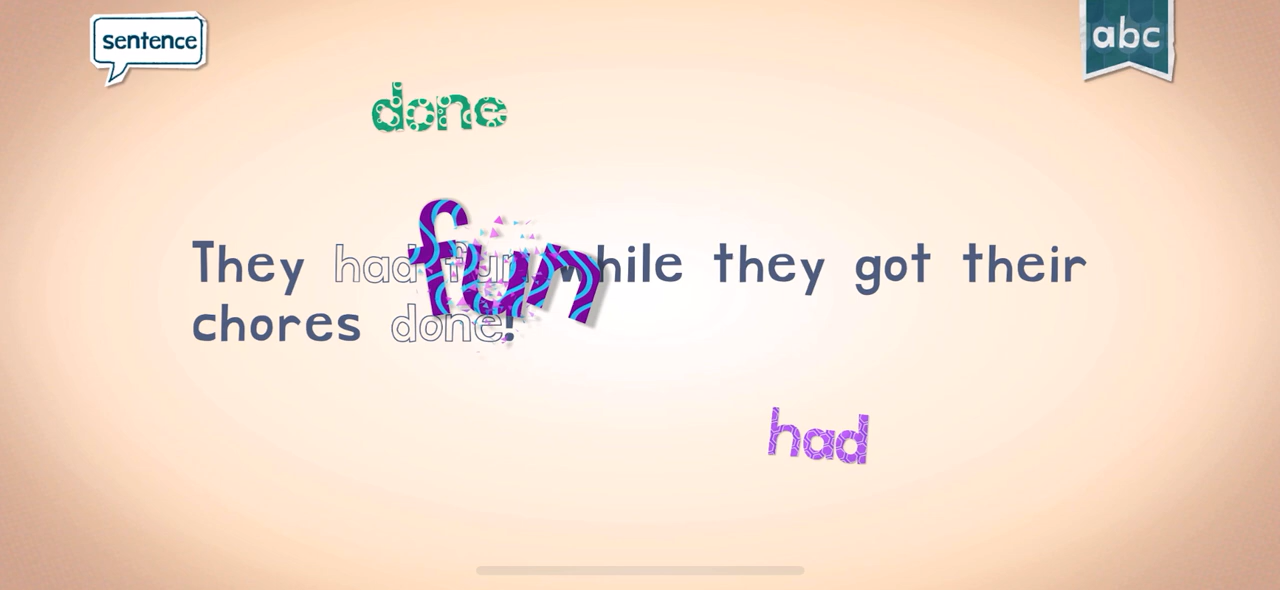 sentence
abc
done
fun
They had fun while they got their
chores done!
had